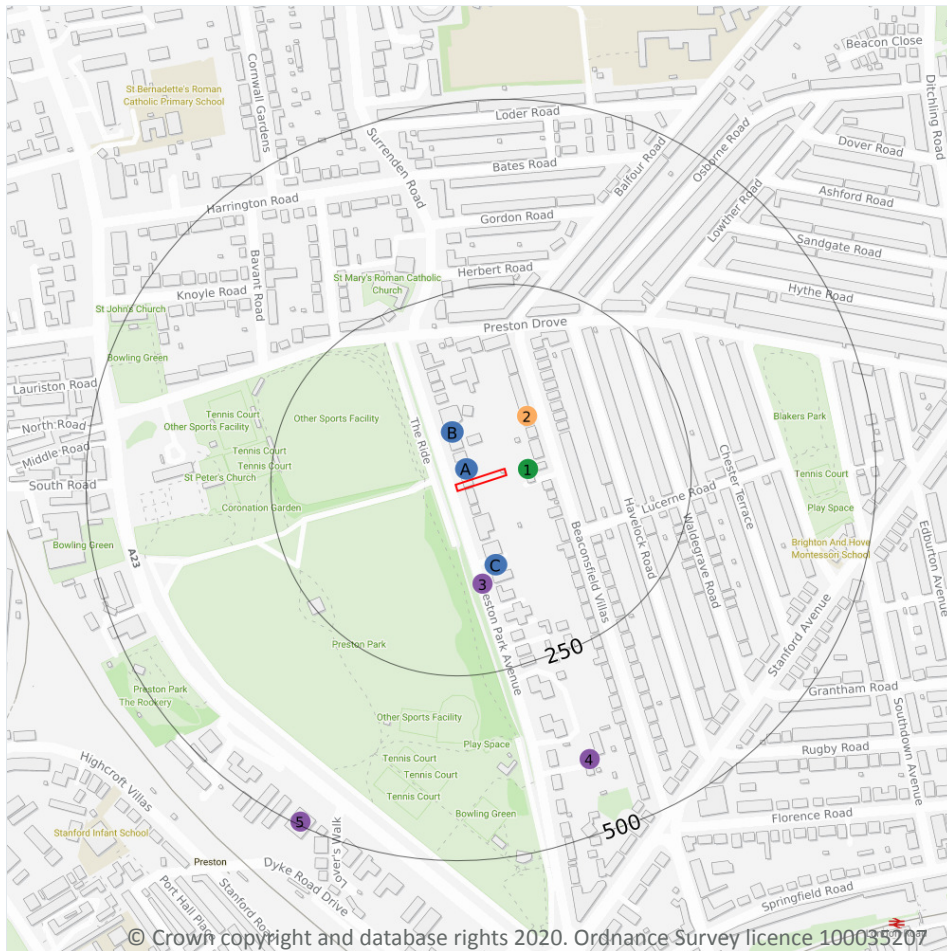 Beacon Close
St Bernadette's Roman
Catholic Primary School
Cornwall Gardens
Ditchling Road
Loder Road
Surrenden Road
Balfour Road
Osborne Road
Dover Road
Bates Road
Harrington Road
Ashford Road
Lowther Road
Gordon Road
Sandgate Road
Bavant Road
Herbert Road
St Mary's Roman Catholic
Church
Knoyle Road
Hythe Road
St Johns Church
Preston Drove
Bowling Green
Lauriston Road
Tennis Court
Other Sports Facility
Other Sports Facility
North Road
Middle Road
South Road
The Ride
2
B
Blakers Park
Tennis Court
Tennis Court
St Peter's Church
Coronation Garden
A
1
Chester Terrace
Tennis Court
Lucerne Road
Play Space
Beaconsfield Villas
Havelock Road
Waldegrave Road
Bowling Green
A23
Brighton And Hove
Montessori School
Edburton Avenue
C
3
Preston Park Avenue
Stanford Avenue
Preston Park
250
Preston Park
The Rookery
Grantham Road
Other Sports Facility
Southdown Avenue
Play Space
Rugby Road
Highcroft Villas
Tennis Court
Tennis Court
Tennis Court
4
Bowling Green
500
Florence Road
5
Stanford Infant School
Lover's Walk
Preston
Dyke Road Drive
Port Hall Place
Stanford Road
Springfield Road
© Crown copyright and database rights 2020. Ordnance Survey licence 100035207